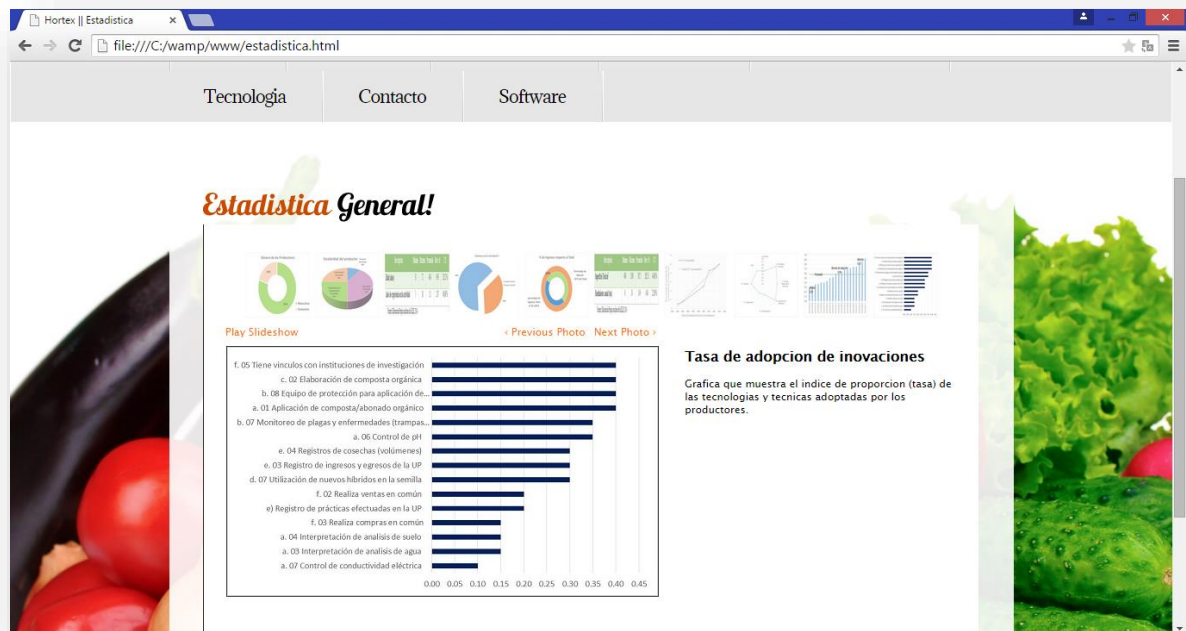 Hortex || Estadistica
file:///C:/wamp/www/estadistica.html
Tecnologia Contacto Software
Estadistica General!
Play Slideshow ‹ Previous Photo Next Photo ›
f. 05 Tiene vínculos con instituciones de investigación
c. 02 Elaboración de composta orgánica
b. 08 Equipo de protección para aplicación de...
a. 01 Aplicación de composta/abonado orgánico
b. 07 Monitoreo de plagas y enfermedades (trampas...
a. 06 Control de pH
e. 04 Registros de cosechas (volúmenes)
e. 03 Registro de ingresos y egresos de la UP
d. 07 Utilización de nuevos híbridos en la semilla
f. 02 Realiza ventas en común
e) Registro de prácticas efectuadas en la UP
f. 03 Realiza compras en común
a. 04 Interpretación de analisis de suelo
a. 03 Interpretación de analisis de agua
a. 07 Control de conductividad eléctrica
0.00 0.05 0.10 0.15 0.20 0.25 0.30 0.35 0.40 0.45
Tasa de adopcion de inovaciones
Grafica que muestra el indice de proporcion (tasa) de
las tecnologias y tecnicas adoptadas por los
productores.